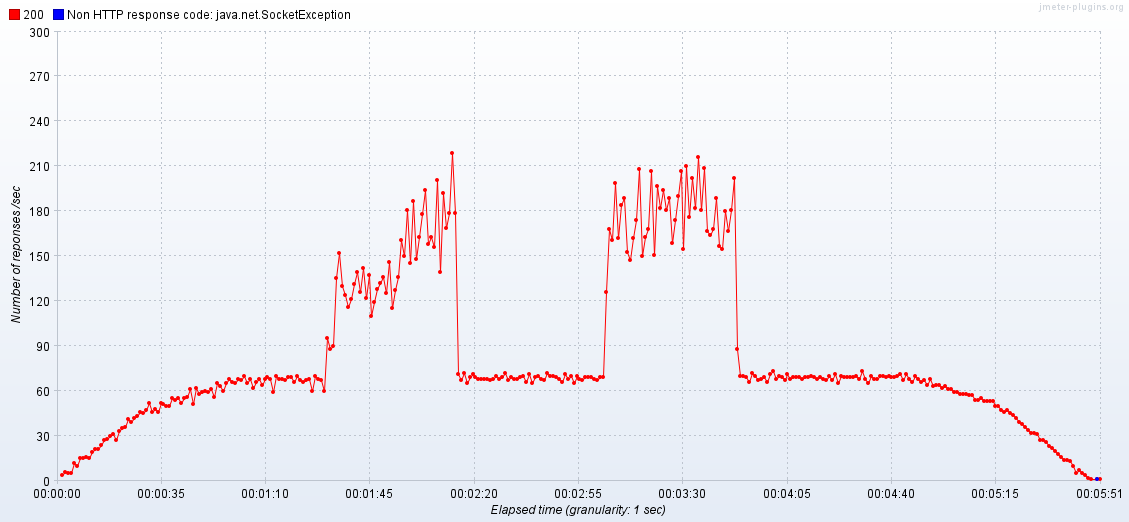 jmeter-plugins.org
200 Non HTTP response code: java.net.SocketException
300
270
240
210
180
150
120
90
60
30
0
Number of reponses /sec
00:00:00 00:00:35 00:01:10 00:01:45 00:02:20 00:02:55 00:03:30 00:04:05 00:04:40 00:05:15 00:05:51
Elapsed time (granularity: 1 sec)